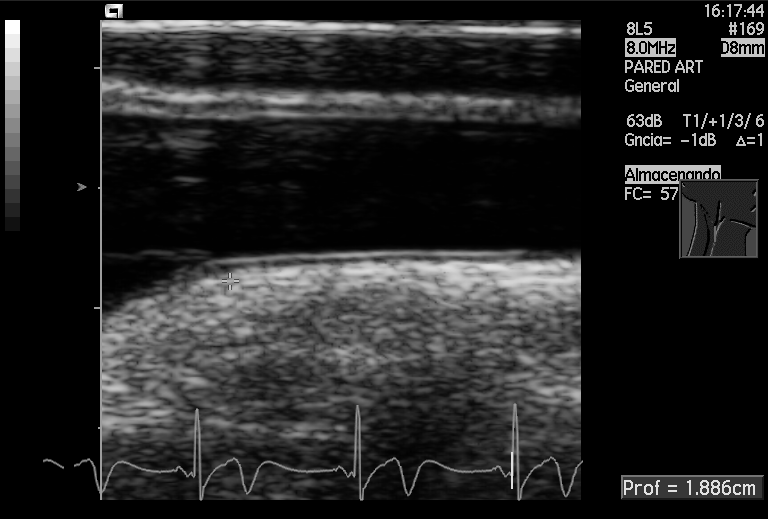 16:17:44
8L5 #169
8.0MHz 08mm
PARED ART
General
63dB T1/+1/3/ 6
Gncia= -1dB Δ=1
Almacenando
FC= 57
Prof = 1.886cm